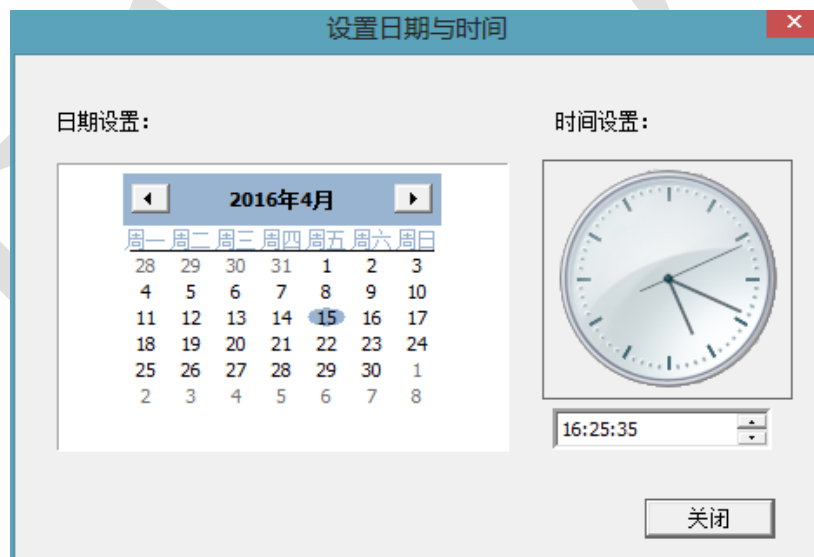 设置日期与时间
日期设置:
时间设置:
2016年4月
周一 周二 周三 周四 周五 周六 周日
28 29 30 31 1 2 3
4 5 6 7 8 9 10
11 12 13 14 15 16 17
18 19 20 21 22 23 24
25 26 27 28 29 30 1
2 3 4 5 6 7 8
16:25:35
关闭